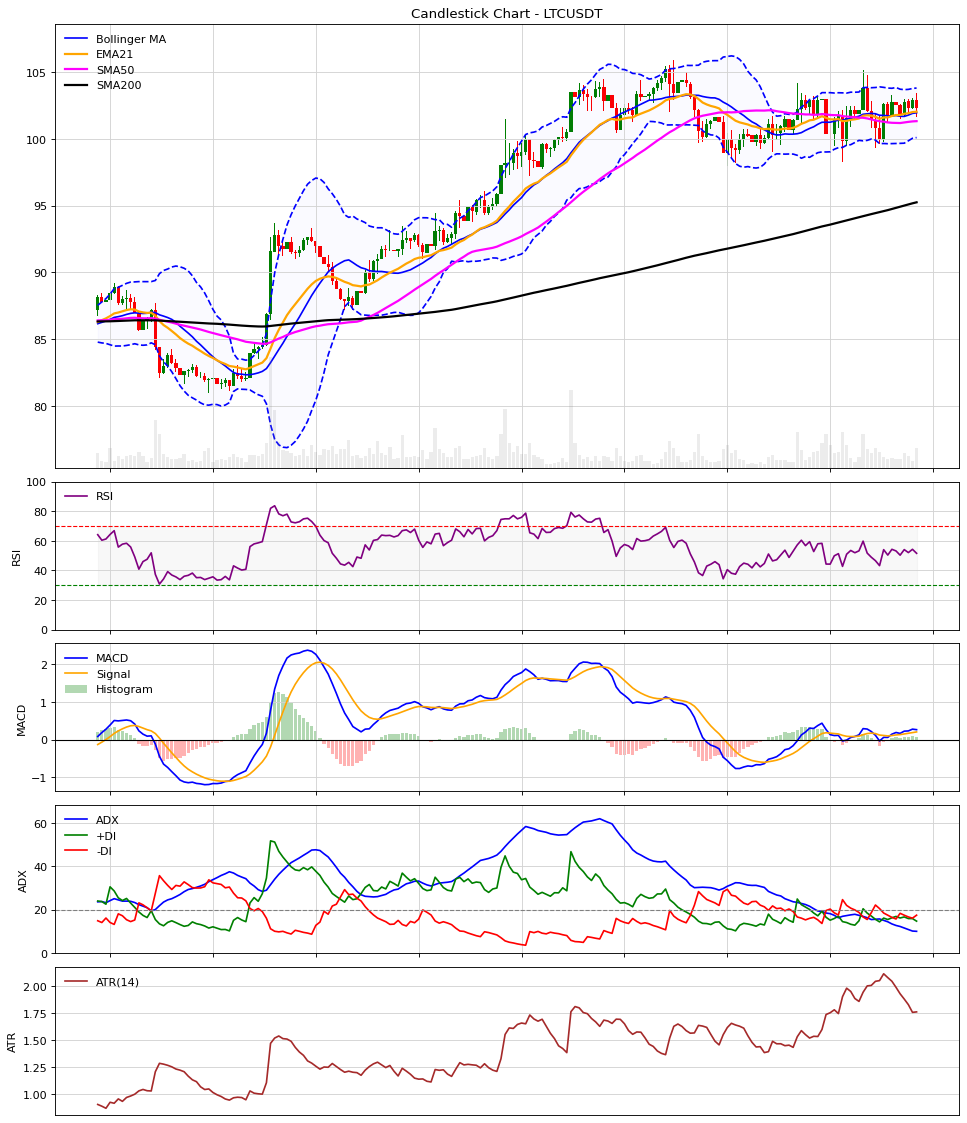 Candlestick Chart - LTCUSDT
Bollinger MA
EMA21
SMA50
SMA200
105
100
95
90
85
80
RSI
RSI
100
80
60
40
20
0
MACD
Signal
Histogram
MACD
2
1
0
−1
ADX
+DI
-DI
ADX
60
40
20
0
ATR(14)
ATR
2.00
1.75
1.50
1.25
1.00